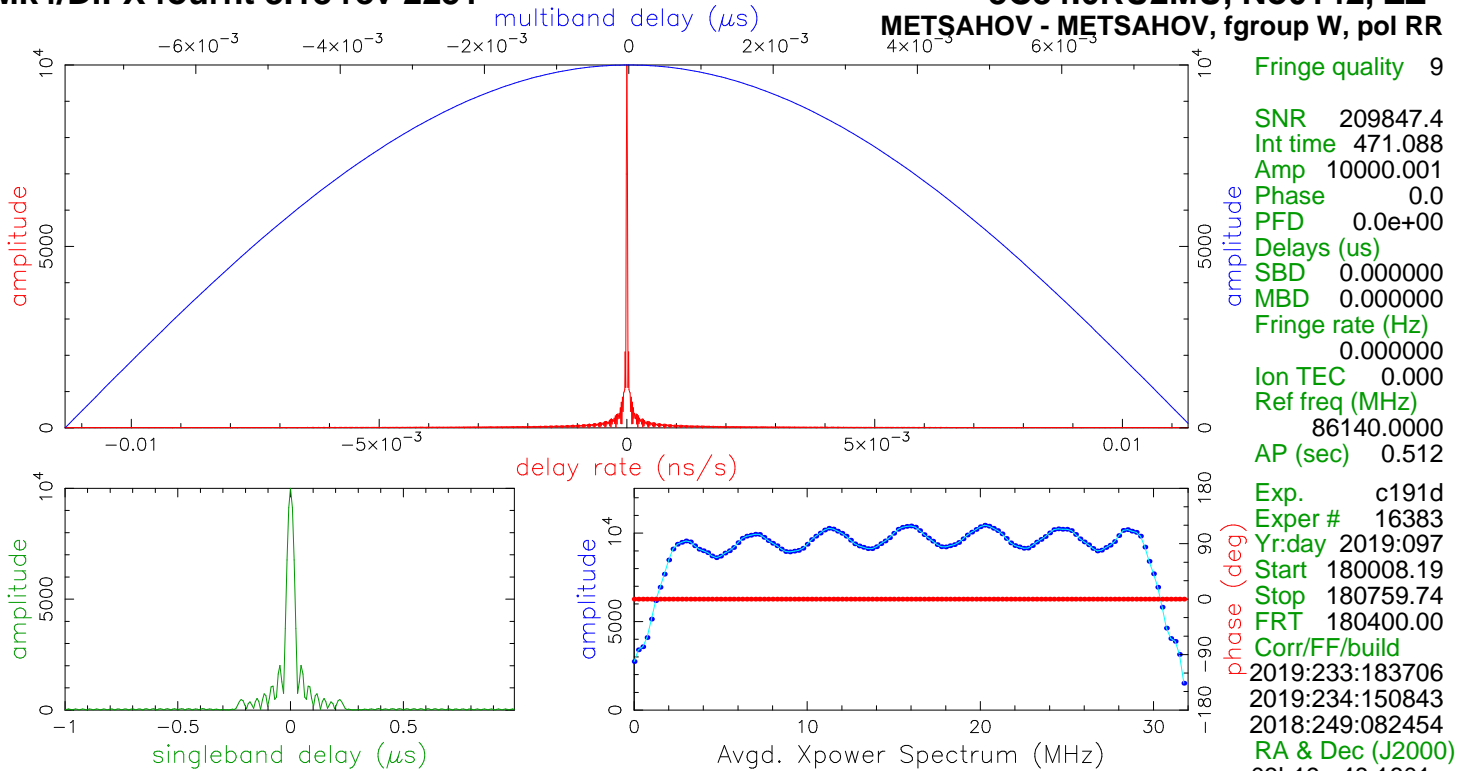 multiband delay (μs)
METSAHOV - METSAHOV, fgroup W, pol RR
−6×10⁻³ −4×10⁻³ −2×10⁻³ 0 2×10⁻³ 4×10⁻³ 6×10⁻³
10⁴ 5000 0
amplitude
10⁴ 5000 0
amplitude
−0.01 −5×10⁻³ 0 5×10⁻³ 0.01
delay rate (ns/s)
10⁴ 5000 0
amplitude
−1 −0.5 0 0.5
singleband delay (μs)
10⁴ 5000 0
amplitude
180 90 0 −90 −180
phase (deg)
0 10 20 30
Avgd. Xpower Spectrum (MHz)
Fringe quality 9
SNR 209847.4
Int time 471.088
Amp 10000.001
Phase 0.0
PFD 0.0e+00
Delays (us)
SBD 0.000000
MBD 0.000000
Fringe rate (Hz)
0.000000
Ion TEC 0.000
Ref freq (MHz)
86140.0000
AP (sec) 0.512
Exp. c191d
Exper # 16383
Yr:day 2019:097
Start 180008.19
Stop 180759.74
FRT 180400.00
Corr/FF/build
2019:233:183706
2019:234:150843
2018:249:082454
RA & Dec (J2000)